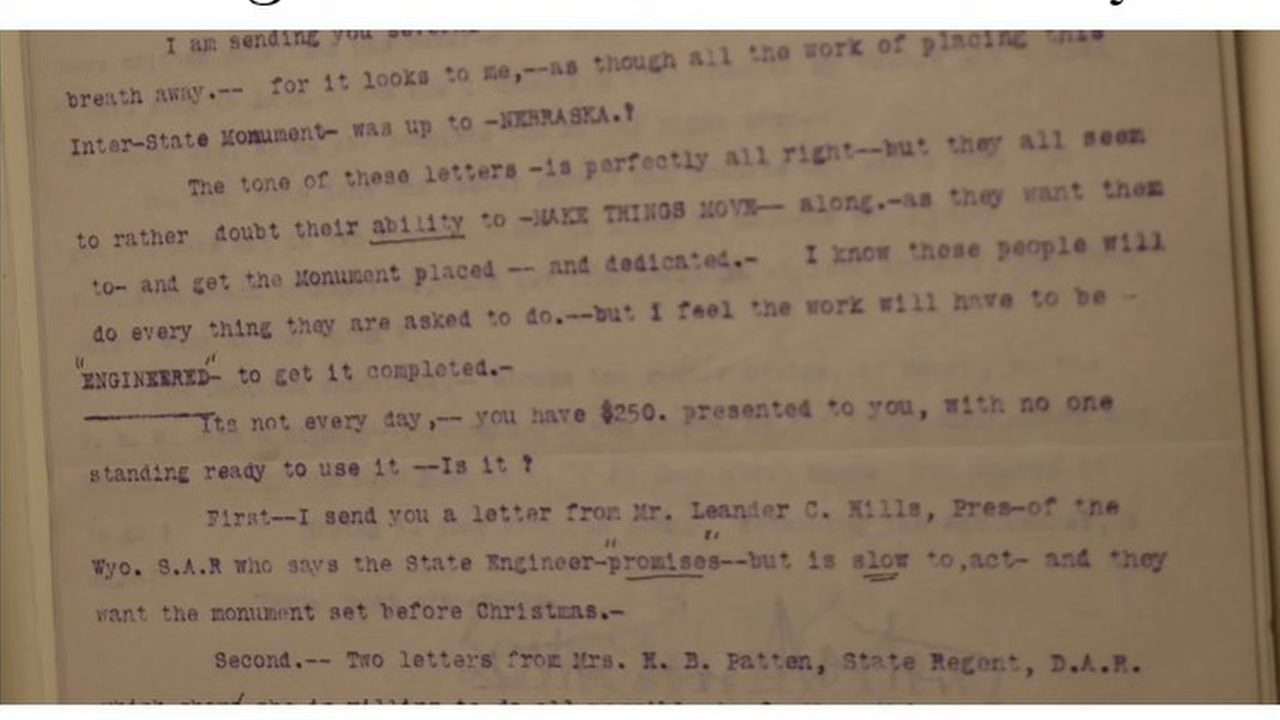 I am sending you several
breath away.-- for it looks to me,--as though all the work of placing this
Inter-State Monument- was up to -NEBRASKA.?
The tone of these letters -is perfectly all right--but they all seem
to rather doubt their ability to -MAKE THINGS MOVE-- along.-as they want them
to- and get the Monument placed -- and dedicated.- I know these people will
do every thing they are asked to do.--but I feel the work will have to be -
"ENGINEERED"- to get it completed.-
Its not every day,-- you have $250. presented to you, with no one
standing ready to use it --Is it ?
First--I send you a letter from Mr. Leander C. Hills, Pres-of the
Wyo. S.A.R who says the State Engineer-"promises"--but is slow to,act- and they
want the monument set before Christmas.-
Second.-- Two letters from Mrs. H. B. Patten, State Regent, D.A.R.